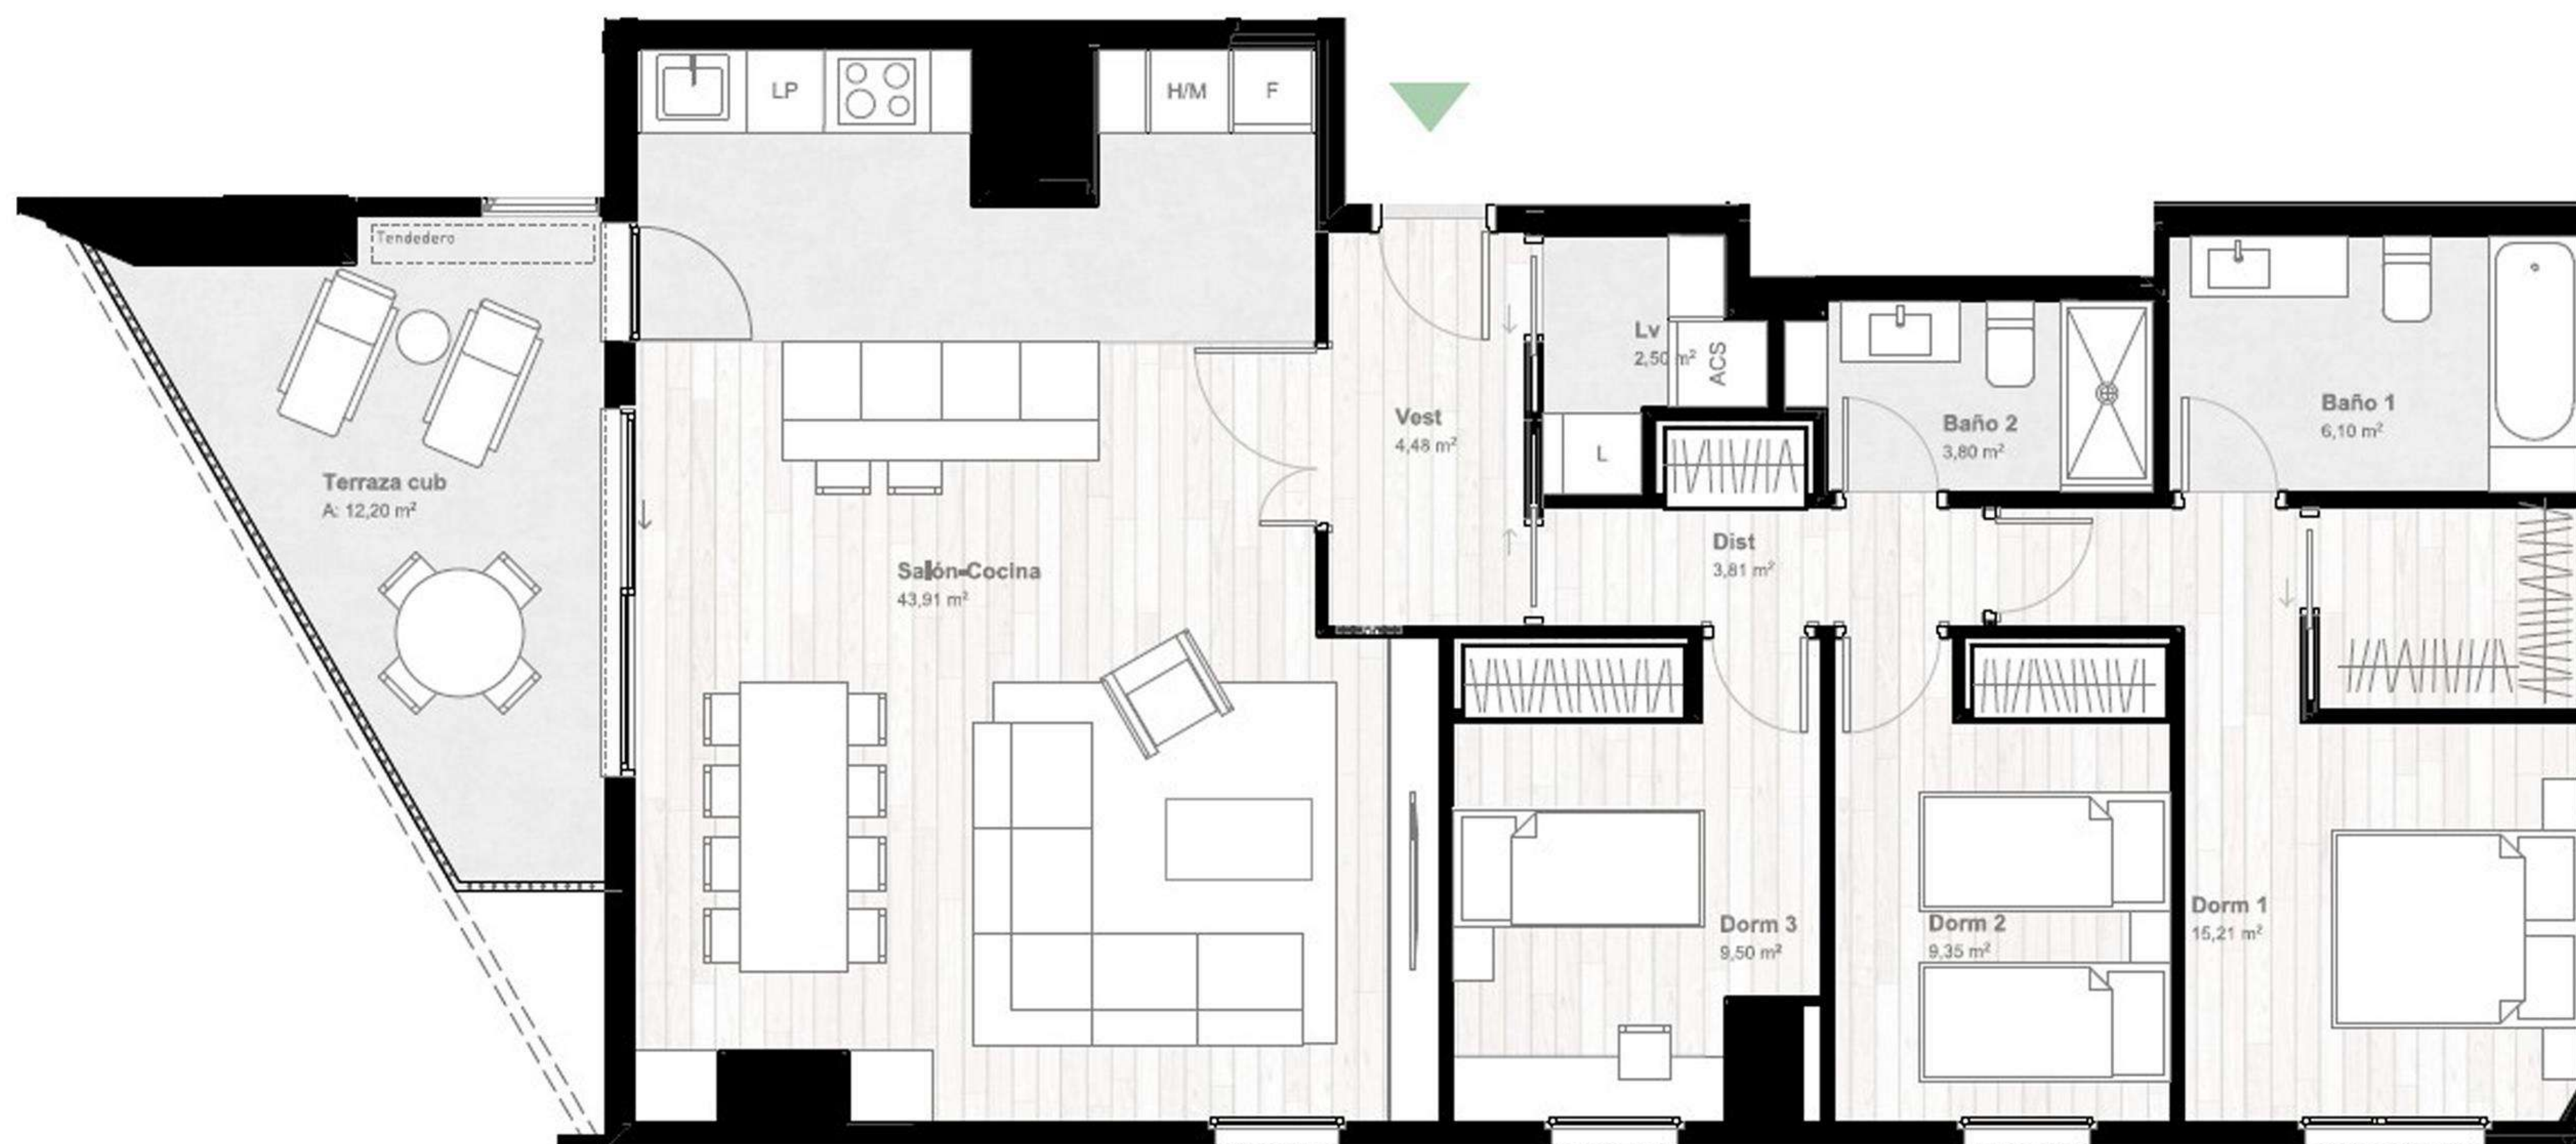 LP
H/M
F
Tendedero
Lv
2,50 m²
ACS
L
Vest
4,48 m²
Baño 2
3,80 m²
Baño 1
6,10 m²
Terraza cub
A: 12,20 m²
Dist
3,81 m²
Salón-Cocina
43,91 m²
Dorm 3
9,50 m²
Dorm 2
9,35 m²
Dorm 1
15,21 m²